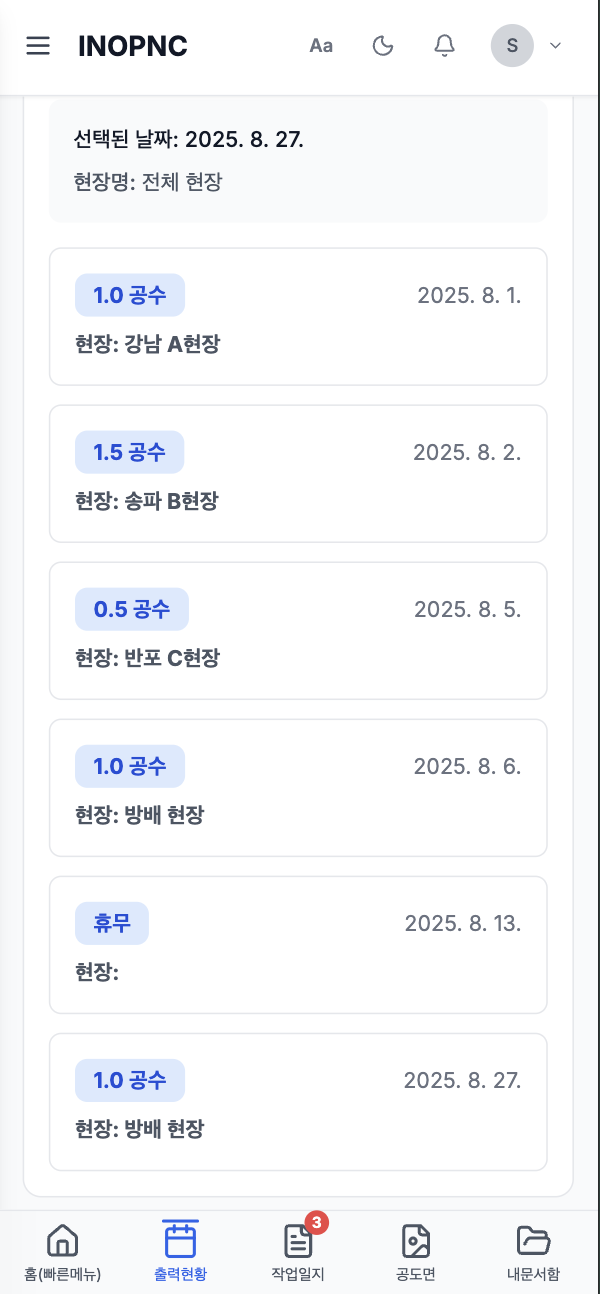 INOPNC
Aa
S
선택된 날짜: 2025. 8. 27.
현장명: 전체 현장
1.0 공수
2025. 8. 1.
현장: 강남 A현장
1.5 공수
2025. 8. 2.
현장: 송파 B현장
0.5 공수
2025. 8. 5.
현장: 반포 C현장
1.0 공수
2025. 8. 6.
현장: 방배 현장
휴무
2025. 8. 13.
현장:
1.0 공수
2025. 8. 27.
현장: 방배 현장
3
홈(빠른메뉴)
출력현황
작업일지
공도면
내문서함